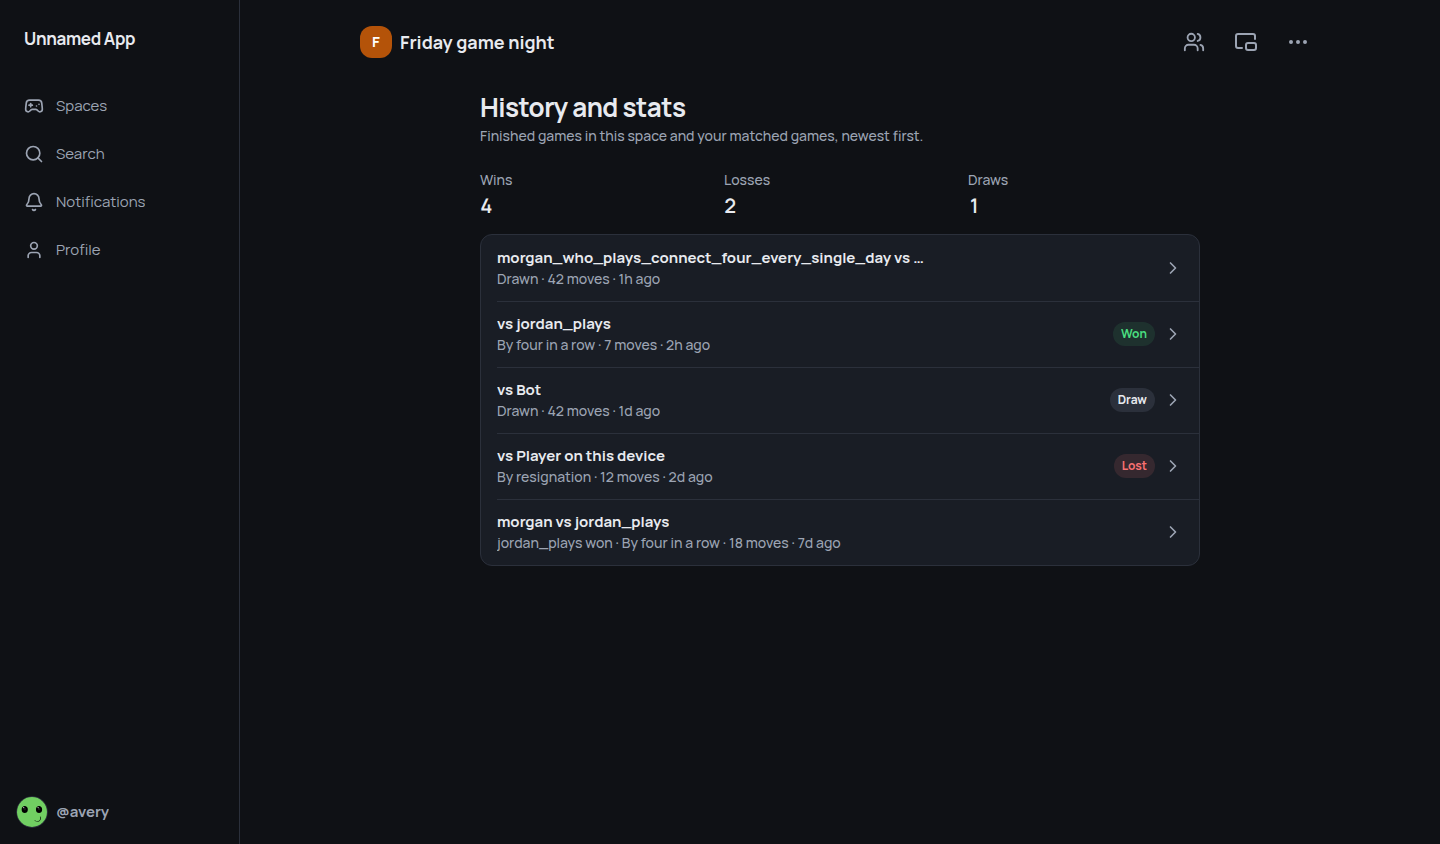 Unnamed App
Spaces
Search
Notifications
Profile
@avery
F Friday game night
History and stats
Finished games in this space and your matched games, newest first.
Wins Losses Draws
4 2 1
morgan_who_plays_connect_four_every_single_day vs ...
Drawn · 42 moves · 1h ago
vs jordan_plays
By four in a row · 7 moves · 2h ago
Won
vs Bot
Drawn · 42 moves · 1d ago
Draw
vs Player on this device
By resignation · 12 moves · 2d ago
Lost
morgan vs jordan_plays
jordan_plays won · By four in a row · 18 moves · 7d ago